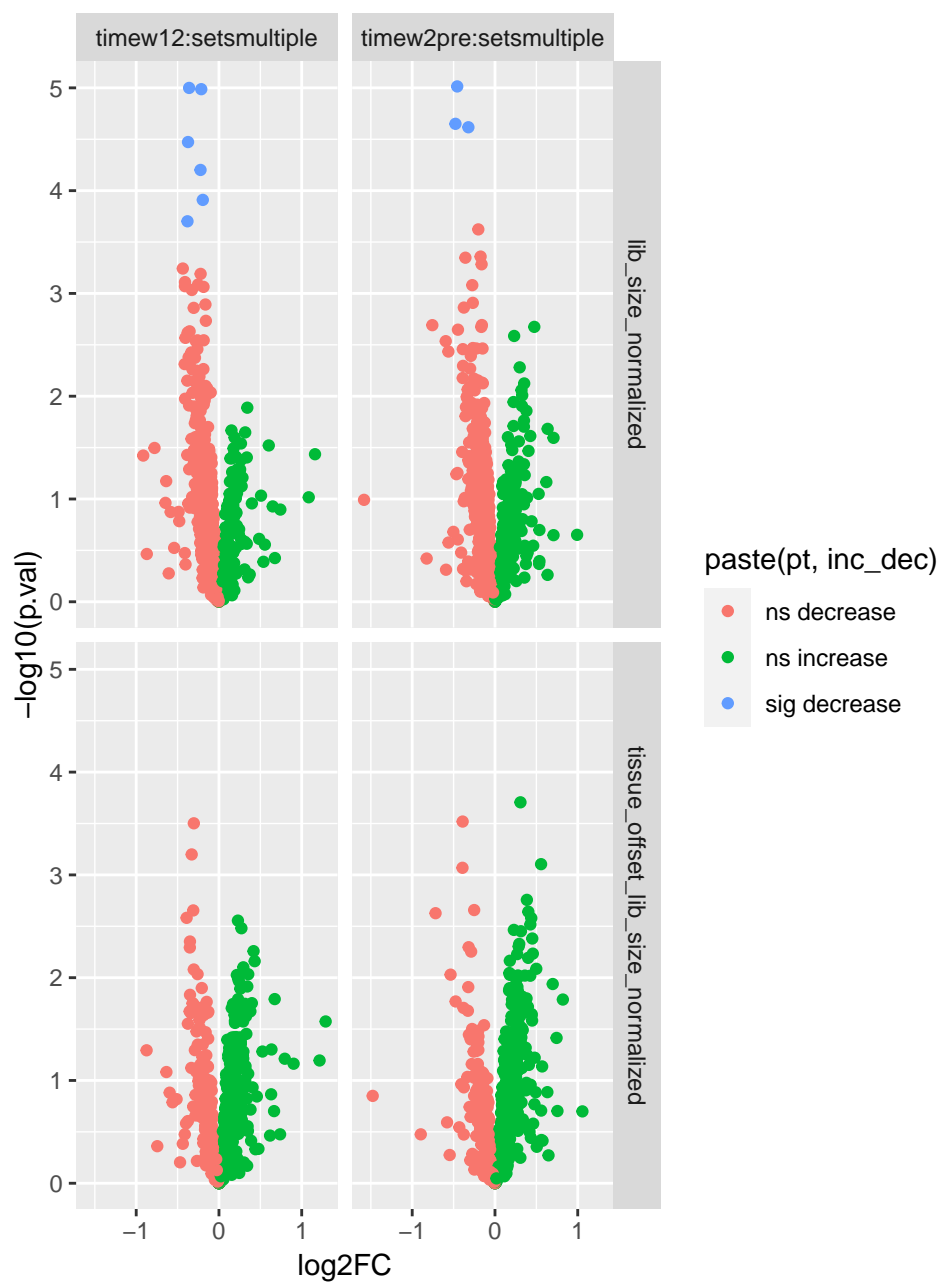 timew12:setsmultiple
timew2pre:setsmultiple
5
4
3
2
1
0
lib_size_normalized
5
4
3
2
1
0
tissue_offset_lib_size_normalized
−log10(p.val)
−1
0
1
−1
0
1
log2FC
paste(pt, inc_dec)
ns decrease
ns increase
sig decrease